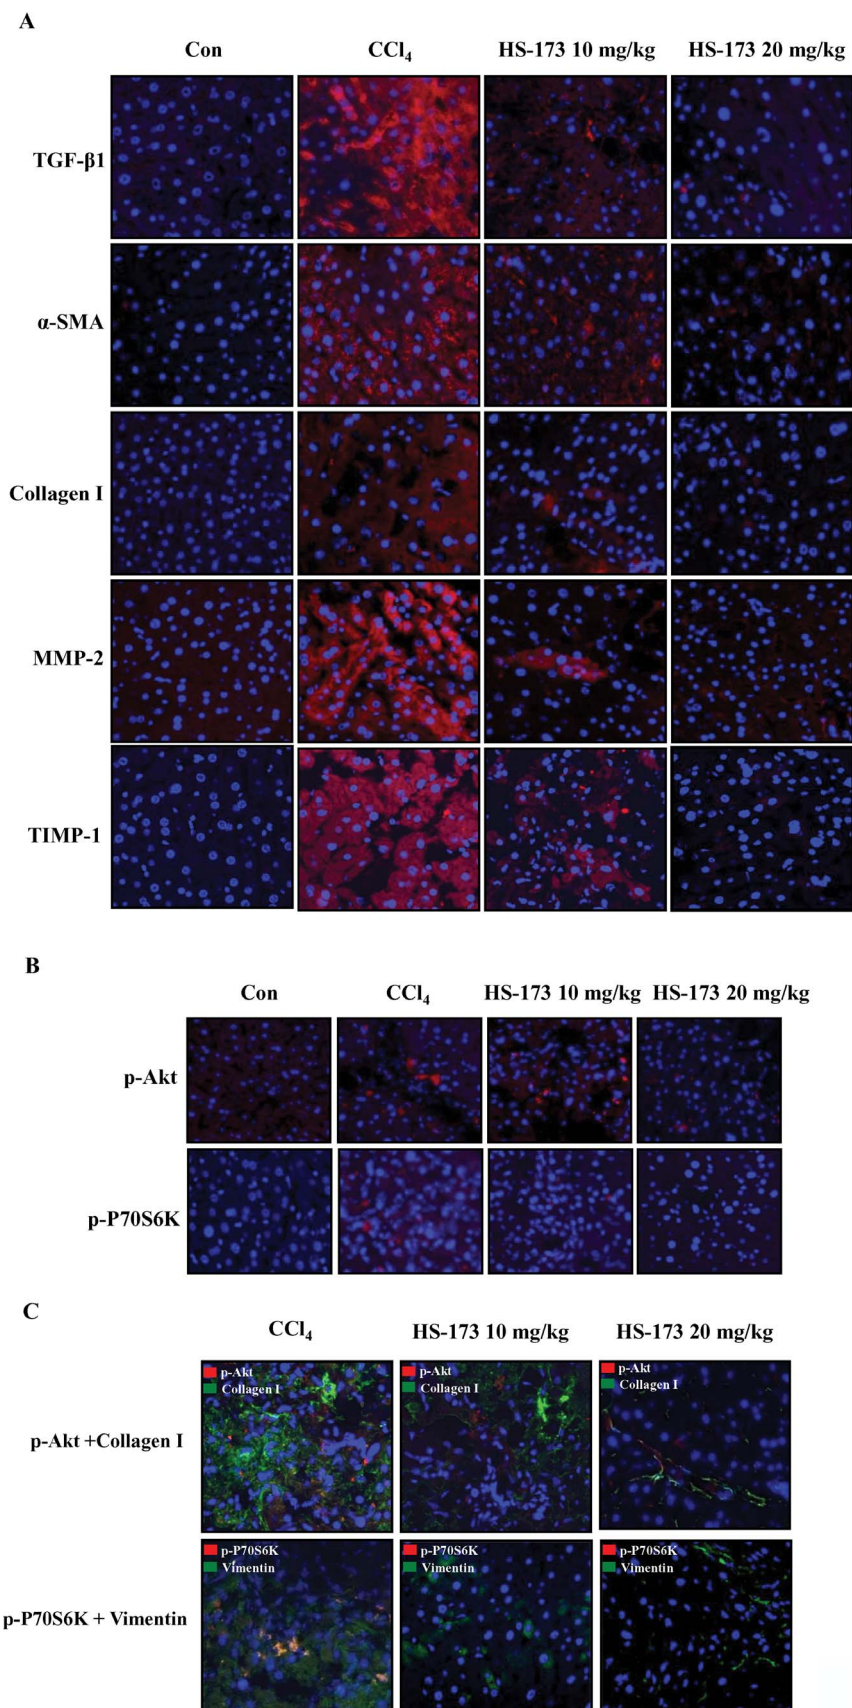 A
Con CCl₄ HS-173 10 mg/kg HS-173 20 mg/kg
TGF-β1
α-SMA
Collagen I
MMP-2
TIMP-1
B
Con CCl₄ HS-173 10 mg/kg HS-173 20 mg/kg
p-Akt
p-P70S6K
C
CCl₄ HS-173 10 mg/kg HS-173 20 mg/kg
p-Akt p-Akt p-Akt
Collagen I Collagen I Collagen I
p-Akt +Collagen I
p-P70S6K p-P70S6K p-P70S6K
Vimentin Vimentin Vimentin
p-P70S6K + Vimentin